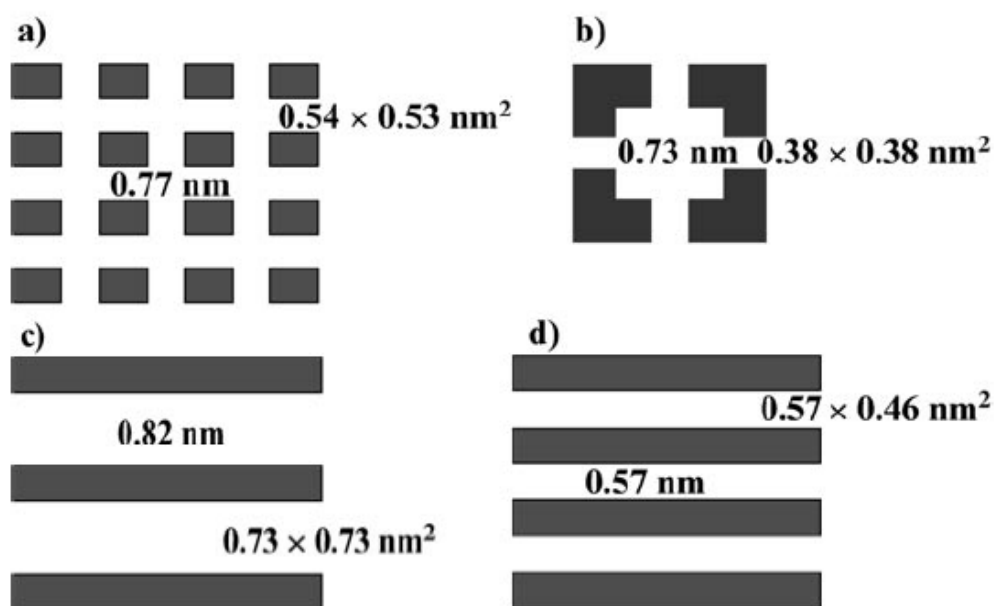 a)
0.54 × 0.53 nm²
0.77 nm
b)
0.73 nm
0.38 × 0.38 nm²
c)
0.82 nm
0.73 × 0.73 nm²
d)
0.57 × 0.46 nm²
0.57 nm